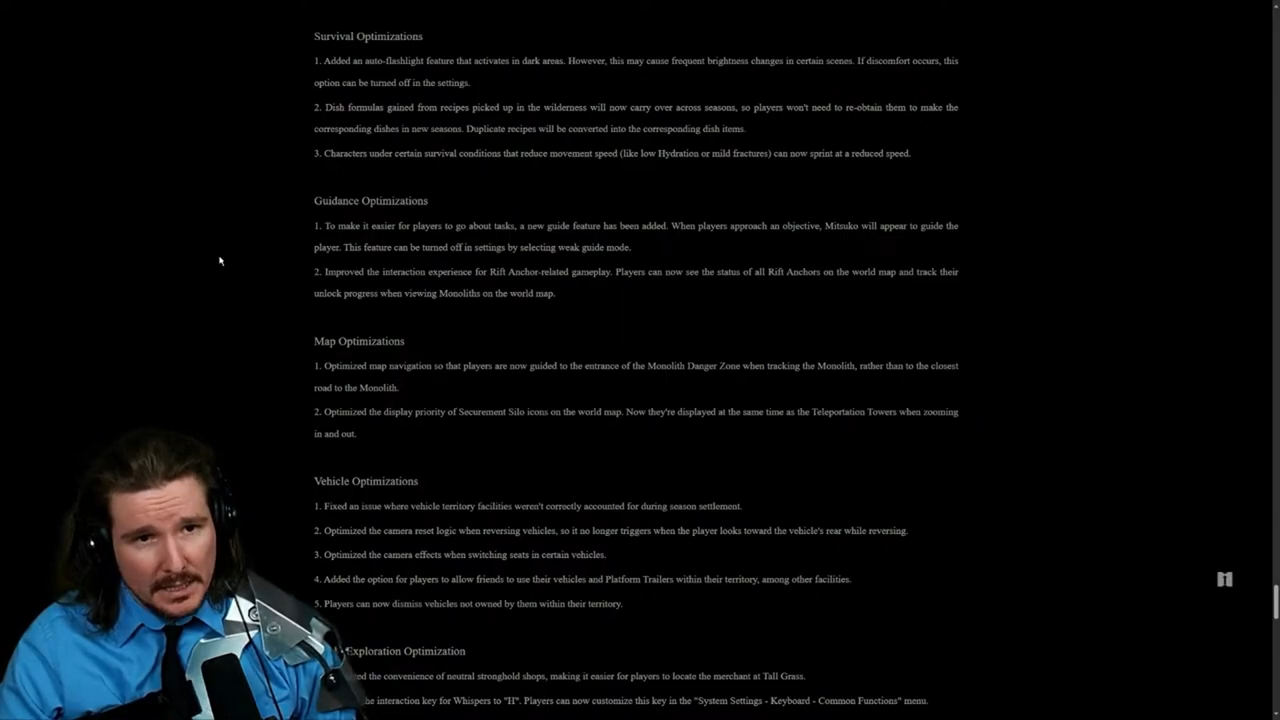 Survival Optimizations
1. Added an auto-flashlight feature that activates in dark areas. However, this may cause frequent brightness changes in certain scenes. If discomfort occurs, this
option can be turned off in the settings.
2. Dish formulas gained from recipes picked up in the wilderness will now carry over across seasons, so players won't need to re-obtain them to make the
corresponding dishes in new seasons. Duplicate recipes will be converted into the corresponding dish items.
3. Characters under certain survival conditions that reduce movement speed (like low Hydration or mild fractures) can now sprint at a reduced speed.
Guidance Optimizations
1. To make it easier for players to go about tasks, a new guide feature has been added. When players approach an objective, Mitsuko will appear to guide the
player. This feature can be turned off in settings by selecting weak guide mode.
2. Improved the interaction experience for Rift Anchor-related gameplay. Players can now see the status of all Rift Anchors on the world map and track their
unlock progress when viewing Monoliths on the world map.
Map Optimizations
1. Optimized map navigation so that players are now guided to the entrance of the Monolith Danger Zone when tracking the Monolith, rather than to the closest
road to the Monolith.
2. Optimized the display priority of Securement Silo icons on the world map. Now they're displayed at the same time as the Teleportation Towers when zooming
in and out.
Vehicle Optimizations
1. Fixed an issue where vehicle territory facilities weren't correctly accounted for during season settlement.
2. Optimized the camera reset logic when reversing vehicles, so it no longer triggers when the player looks toward the vehicle's rear while reversing.
3. Optimized the camera effects when switching seats in certain vehicles.
4. Added the option for players to allow friends to use their vehicles and Platform Trailers within their territory, among other facilities.
5. Players can now dismiss vehicles not owned by them within their territory.
Exploration Optimization
the convenience of neutral stronghold shops, making it easier for players to locate the merchant at Tall Grass.
the interaction key for Whispers to "H". Players can now customize this key in the "System Settings - Keyboard - Common Functions" menu.